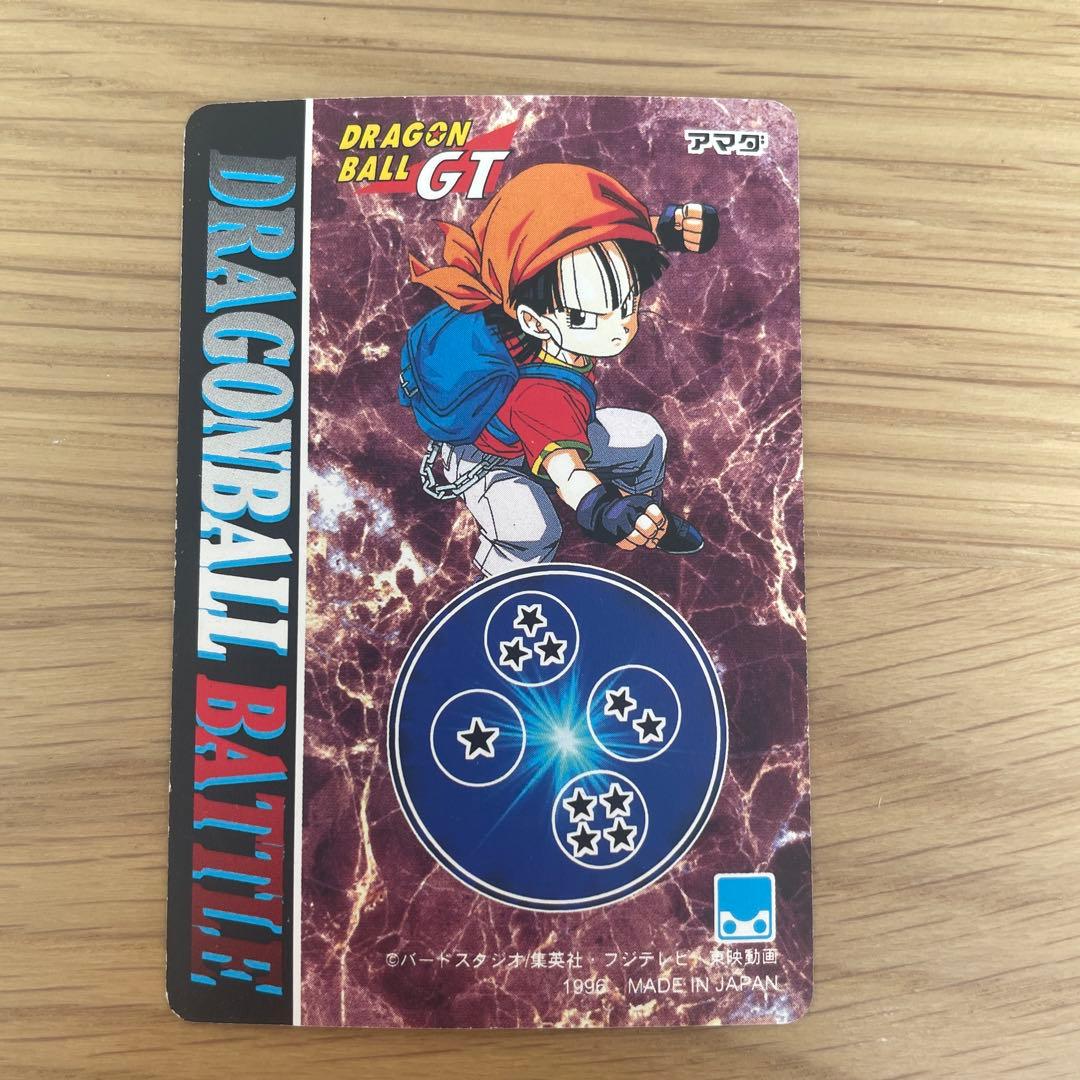 DRAGONBALL BATTLE
DRAGON
BALL GT
アマダ
©バードスタジオ/集英社・フジテレビ・東映動画
1996 MADE IN JAPAN